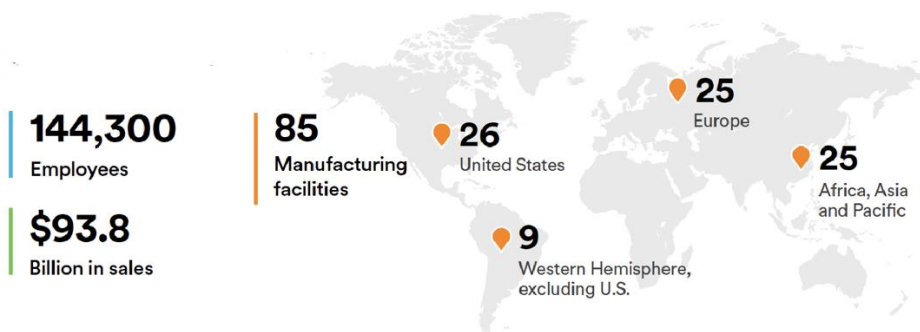 144,300
Employees
$93.8
Billion in sales
85
Manufacturing
facilities
26
United States
9
Western Hemisphere,
excluding U.S.
25
Europe
25
Africa, Asia
and Pacific